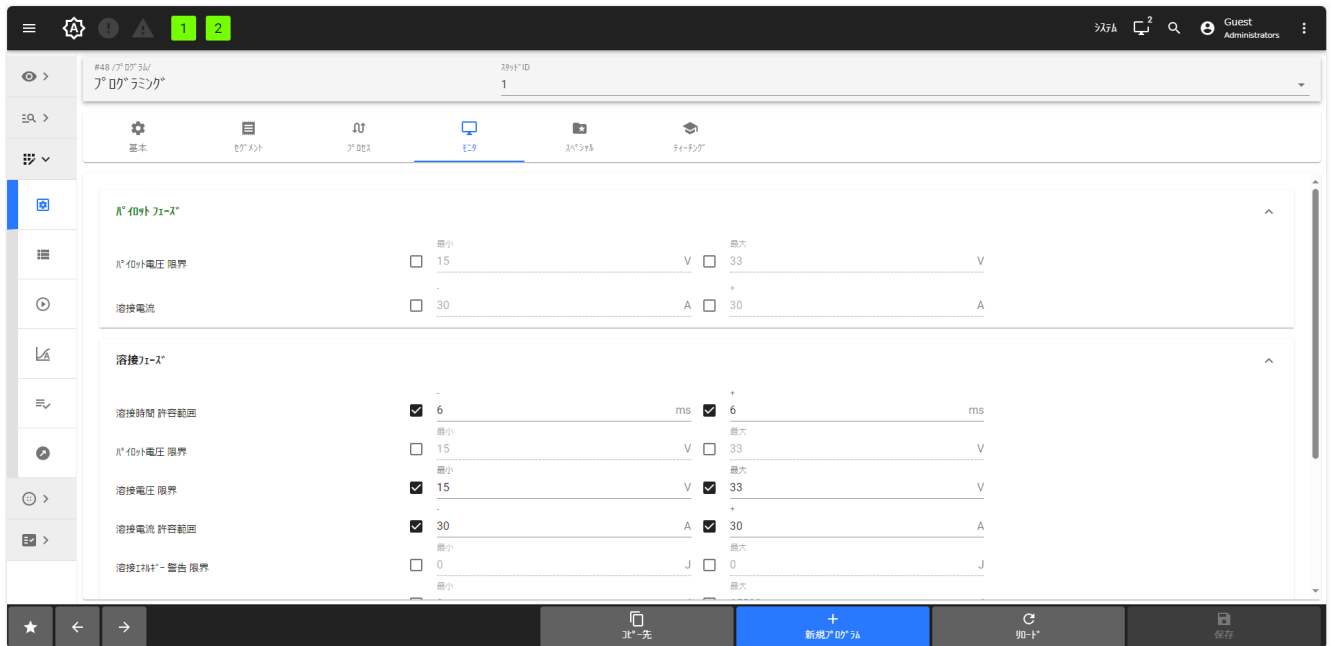 1 2 ｼｽﾃﾑ 2 Guest
Administrators
#48 /ﾌﾟﾛｸﾞﾗﾑ/
ﾌﾟﾛｸﾞﾗﾐﾝｸﾞ
ｽﾀｯﾄﾞID
1
基本 ｾｸﾞﾒﾝﾄ ﾌﾟﾛｾｽ ﾓﾆﾀ ｽﾍﾟｼｬﾙ ﾃｨｰﾁﾝｸﾞ
ﾊﾟｲﾛｯﾄ ﾌｪｰｽﾞ
最小 最大
ﾊﾟｲﾛｯﾄ電圧 限界 15 V 33 V
- +
溶接電流 30 A 30 A
溶接ﾌｪｰｽﾞ
- +
溶接時間 許容範囲 6 ms 6 ms
最小 最大
ﾊﾟｲﾛｯﾄ電圧 限界 15 V 33 V
最小 最大
溶接電圧 限界 15 V 33 V
- +
溶接電流 許容範囲 30 A 30 A
最小 最大
溶接ｴﾈﾙｷﾞｰ 警告 限界 0 J 0 J
最小 最大
ｺﾋﾟｰ先 新規ﾌﾟﾛｸﾞﾗﾑ ﾘﾛｰﾄﾞ 保存